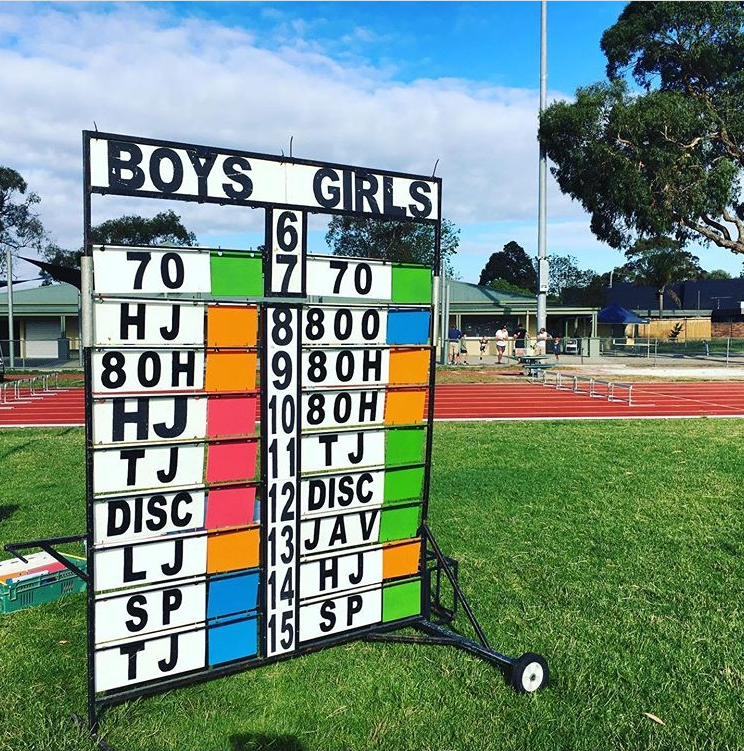 BOYS GIRLS
6
70 7 70
HJ 8 800
80H 9 80H
HJ 10 80H
TJ 11 TJ
DISC 12 DISC
LJ 13 JAV
SP 14 HJ
TJ 15 SP